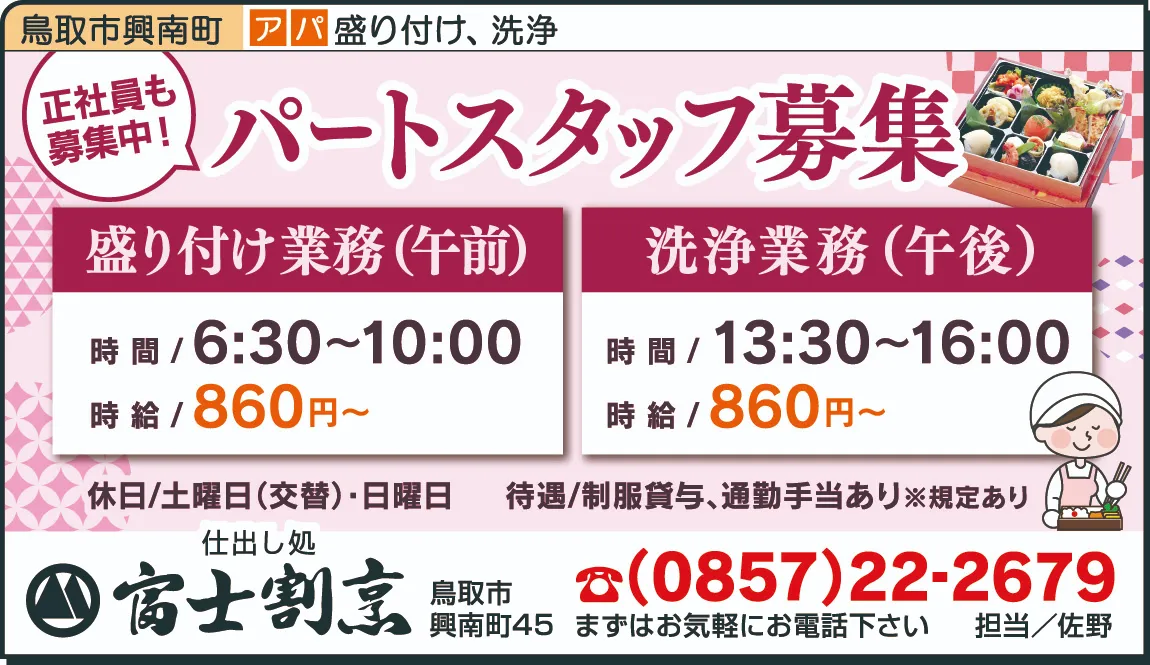 鳥取市興南町 アパ 盛り付け、洗浄
正社員も
募集中!
パートスタッフ募集
盛り付け業務(午前)
時間/6:30〜10:00
時給/860円〜
洗浄業務(午後)
時間/13:30〜16:00
時給/860円〜
休日/土曜日(交替)・日曜日 待遇/制服貸与、通勤手当あり※規定あり
仕出し処
富士割烹
鳥取市
興南町45
☎(0857)22-2679
まずはお気軽にお電話下さい 担当/佐野